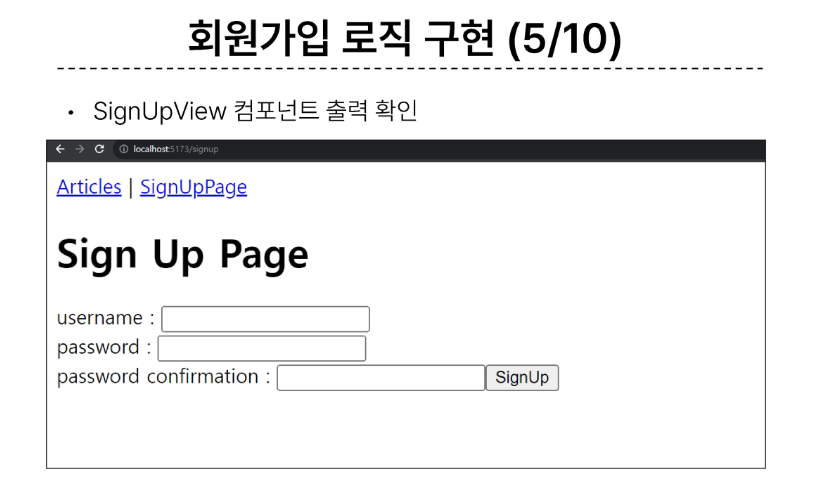 회원가입 로직 구현 (5/10)
• SignUpView 컴포넌트 출력 확인
localhost:5173/signup
Articles | SignUpPage
Sign Up Page
username :
password :
password confirmation : SignUp